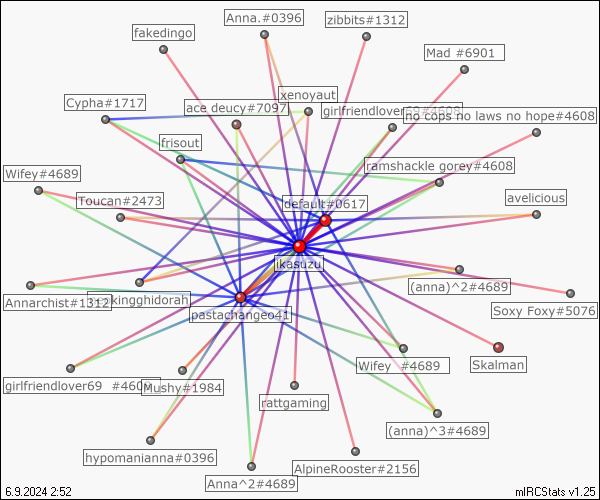 Anna.#0396
zibbits#1312
fakedingo
Mad #6901
xenoyaut
Cypha#1717
ace deucy#7097
girlfriendlover69#4608
no cops no laws no hope#4608
frisout
ramshackle gorey#4608
Wifey#4689
Toucan#2473
default#0617
avelicious
ikasuzu
(anna)^2#4689
Annarchist#1312
kingghidorah
Soxy Foxy#5076
pastachangeo41
Wifey #4689
Skalman
girlfriendlover69 #460
Mushy#1984
rattgaming
(anna)^3#4689
hypomanianna#0396
AlpineRooster#2156
Anna^2#4689
6.9.2024 2:52
mIRCStats v1.25